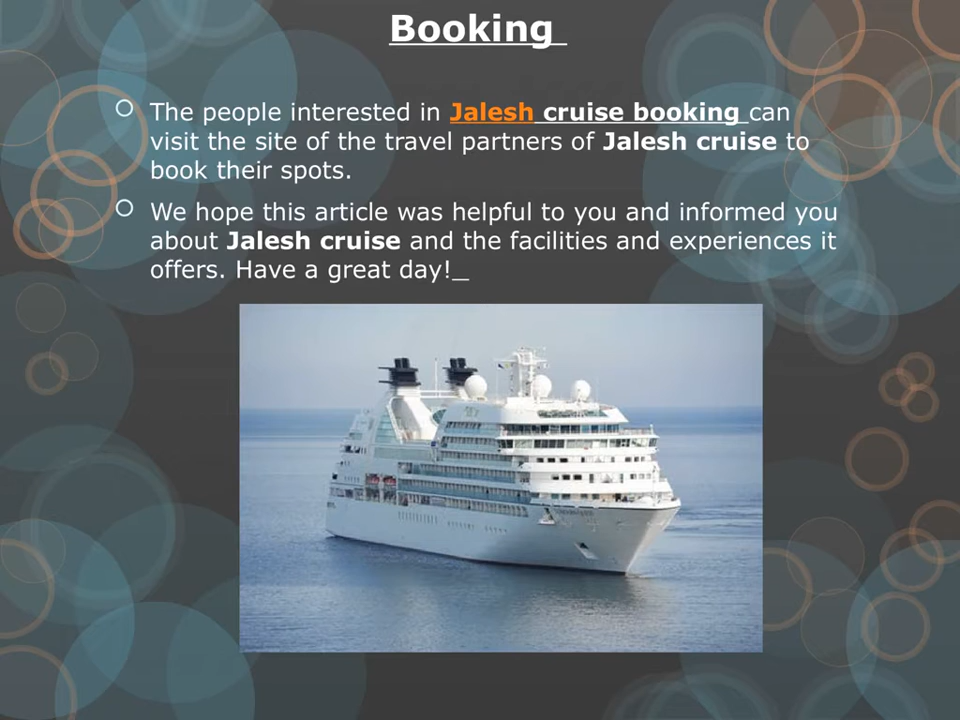 Booking
The people interested in Jalesh cruise booking can
visit the site of the travel partners of Jalesh cruise to
book their spots.
We hope this article was helpful to you and informed you
about Jalesh cruise and the facilities and experiences it
offers. Have a great day!